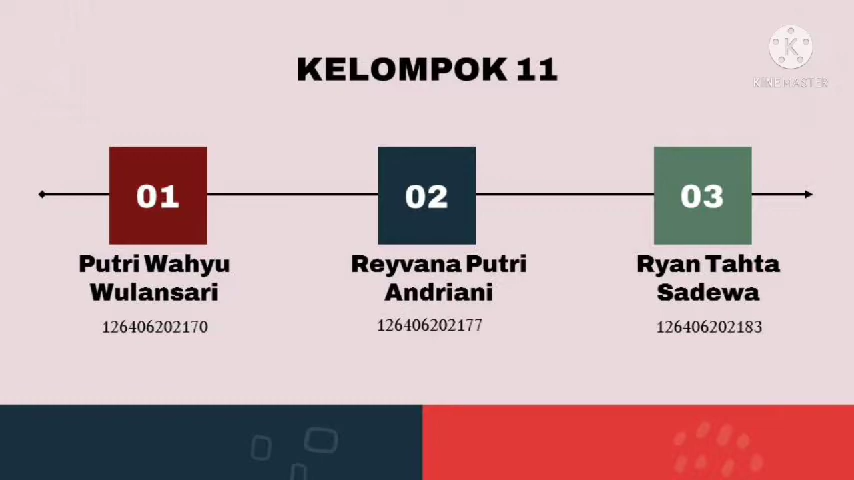 KELOMPOK 11
KINEMASTER
01
02
03
Putri Wahyu
Wulansari
126406202170
Reyvana Putri
Andriani
126406202177
Ryan Tahta
Sadewa
126406202183